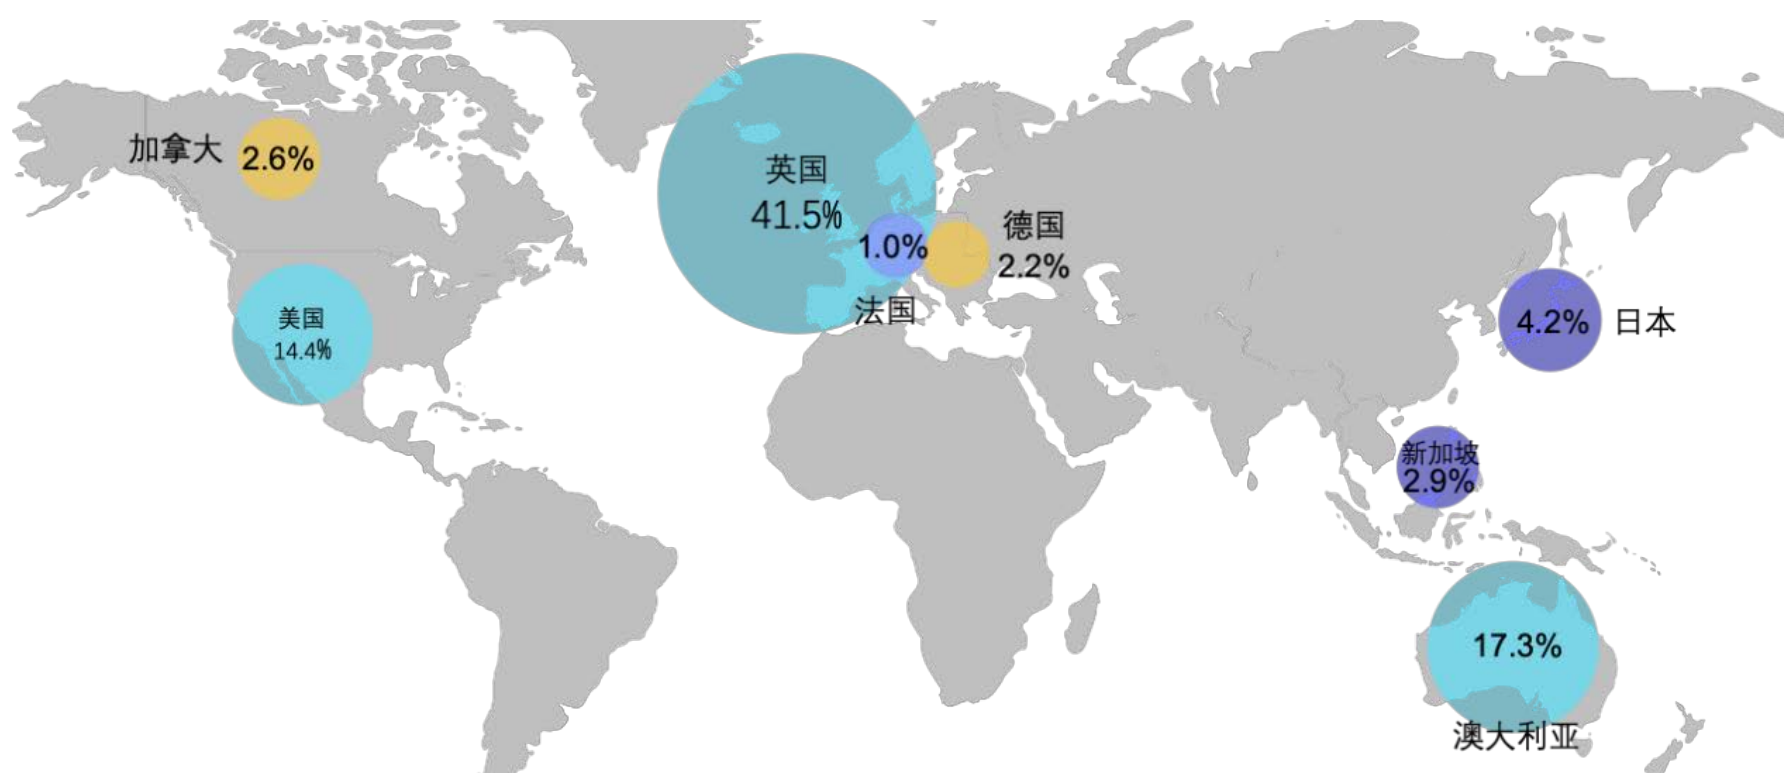 加拿大
2.6%
英国
41.5%
1.0%
法国
德国
2.2%
美国
14.4%
4.2%
日本
新加坡
2.9%
17.3%
澳大利亚